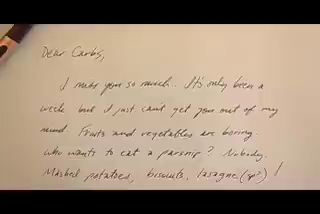 Dear Carbs,
I miss you so much. It's only been a
week but I just can't get you out of my
mind. Fruits and vegetables are boring.
Who wants to eat a parsnip? Nobody.
Mashed potatoes, biscuits, lasagne (sp?)!